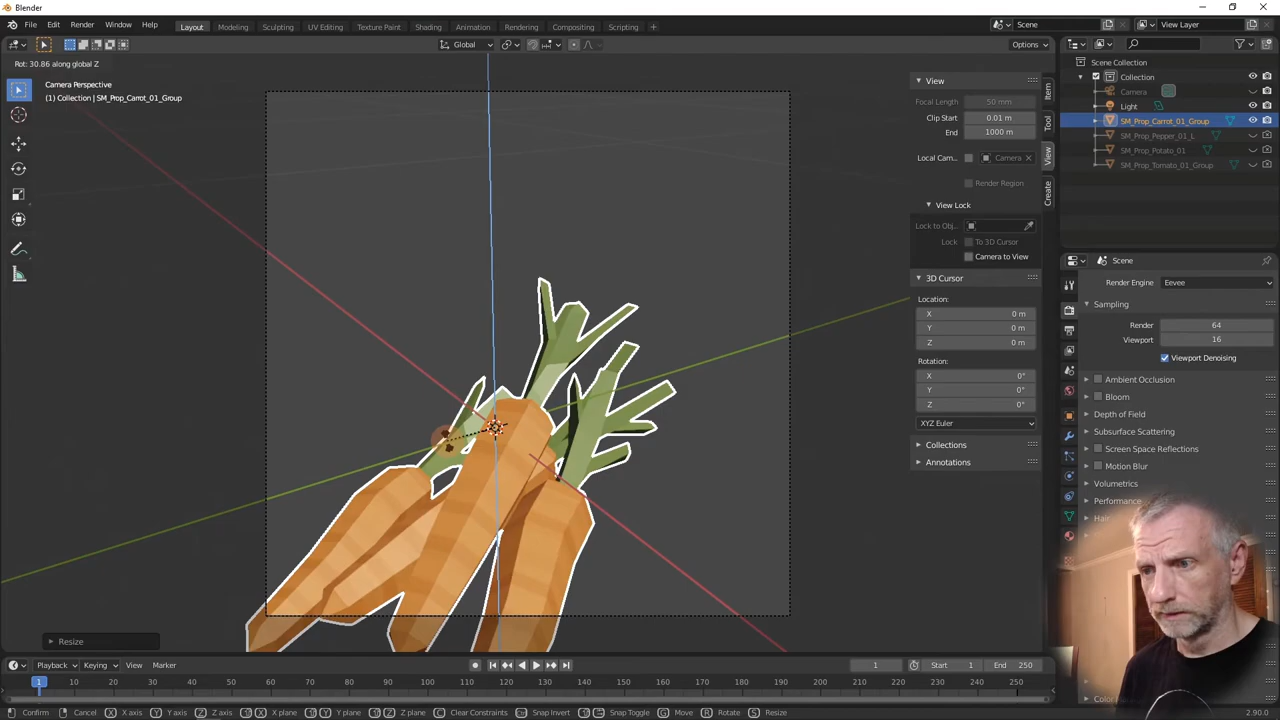 Blender
File Edit Render Window Help
Layout Modeling Sculpting UV Editing Texture Paint Shading Animation Rendering Compositing Scripting +
Scene
View Layer
Global
Options
Rot: 30.86 along global Z
Camera Perspective
(1) Collection | SM_Prop_Carrot_01_Group
View
Focal Length 50 mm
Clip Start 0.01 m
End 1000 m
Local Cam... Camera
Render Region
View Lock
Lock to Obj...
Lock To 3D Cursor
Camera to View
3D Cursor
Location:
X 0 m
Y 0 m
Z 0 m
Rotation:
X 0°
Y 0°
Z 0°
XYZ Euler
Collections
Annotations
Item
Tool
View
Create
Scene Collection
Collection
Camera
Light
SM_Prop_Carrot_01_Group
SM_Prop_Pepper_01_L
SM_Prop_Potato_01
SM_Prop_Tomato_01_Group
Scene
Render Engine Eevee
Sampling
Render 64
Viewport 16
Viewport Denoising
Ambient Occlusion
Bloom
Depth of Field
Subsurface Scattering
Screen Space Reflections
Motion Blur
Volumetrics
Performance
Resize
Playback Keying View Marker
1
Start 1
End 250
1 10 20 30 40 50 60 70 80 90 100 110 120 130 140 150 160 170 180 190 200 210 220 230 240 250
Confirm Cancel X X axis Y Y axis Z Z axis X X plane Y Y plane Z Z plane C Clear Constraints Snap Invert Snap Toggle G Move R Rotate S Resize
2.90.0